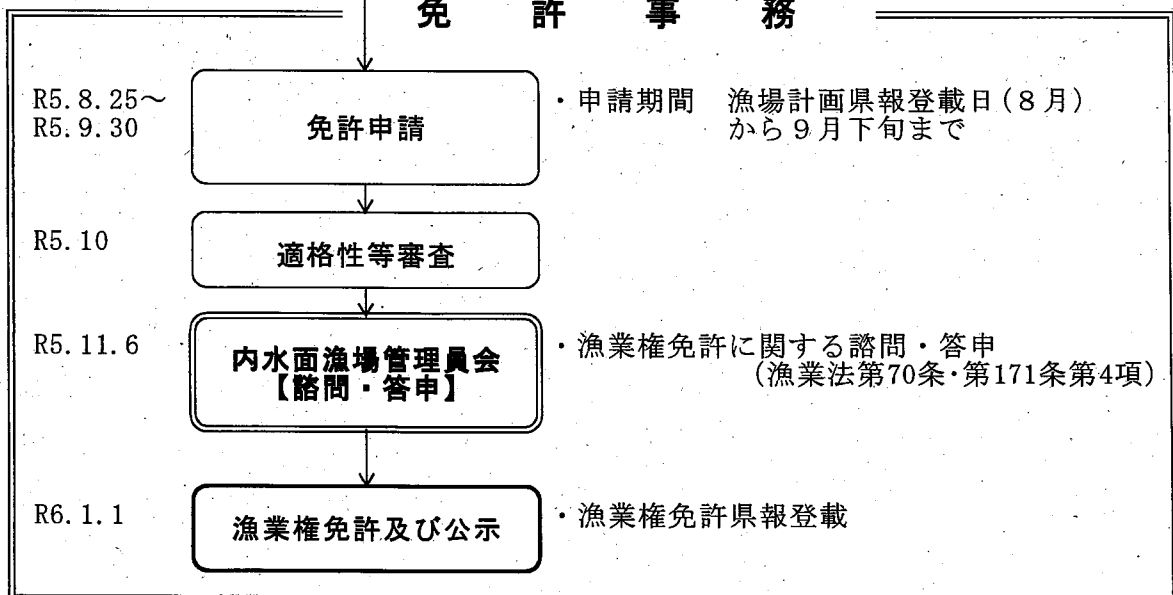 免許事務
R5.8.25～
R5.9.30
免許申請
・申請期間　漁場計画県報登載日(8月)
から9月下旬まで
R5.10
適格性等審査
R5.11.6
内水面漁場管理員会
【諮問・答申】
・漁業権免許に関する諮問・答申
(漁業法第70条・第171条第4項)
R6.1.1
漁業権免許及び公示
・漁業権免許県報登載